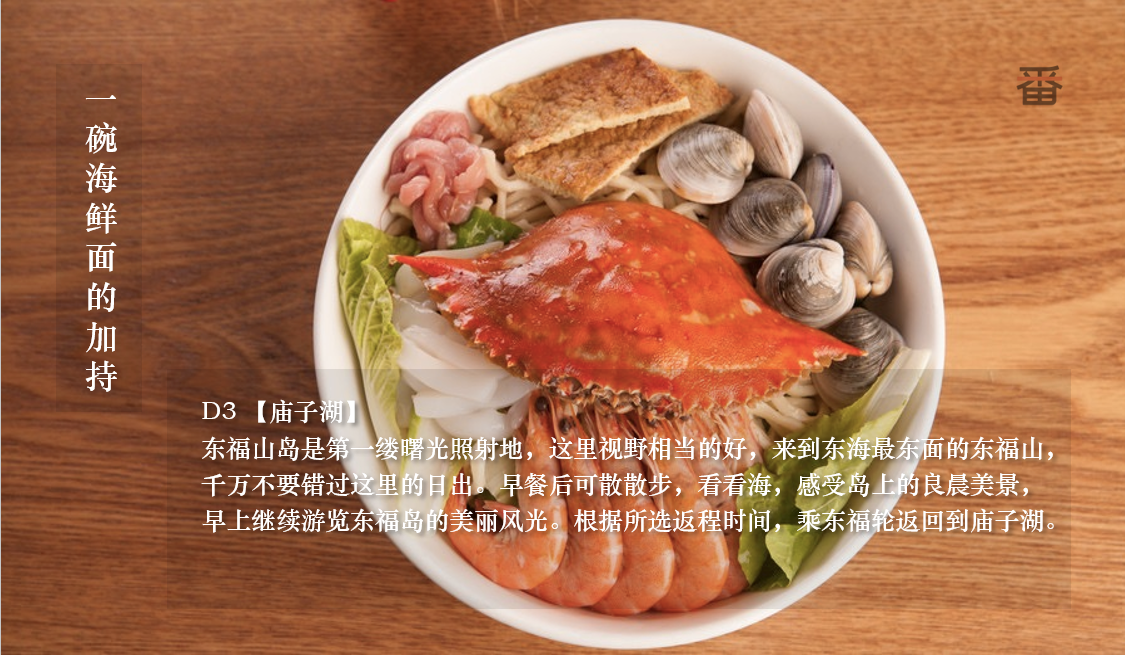 一碗海鲜面的加持
番
D3 【庙子湖】
东福山岛是第一缕曙光照射地，这里视野相当的好，来到东海最东面的东福山，
千万不要错过这里的日出。早餐后可散散步，看看海，感受岛上的良晨美景，
早上继续游览东福岛的美丽风光。根据所选返程时间，乘东福轮返回到庙子湖。